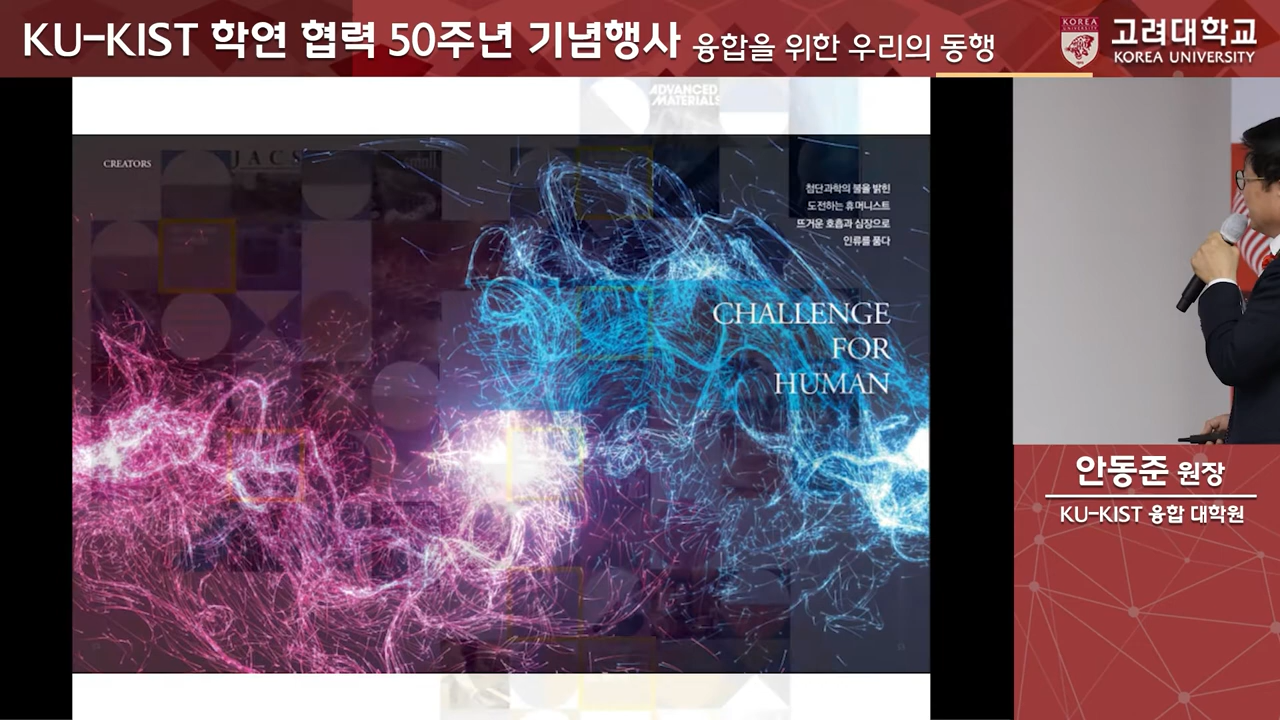 KU-KIST 학연 협력 50주년 기념행사 융합을 위한 우리의 동행
KOREA
UNIVERSITY
고려대학교
KOREA UNIVERSITY
ADVANCED
MATERIALS
CREATORS
JACS
small
첨단과학의 불을 밝힌
도전하는 휴머니스트
뜨거운 호흡과 심장으로
인류를 품다
CHALLENGE
FOR
HUMAN
안동준 원장
KU-KIST 융합 대학원